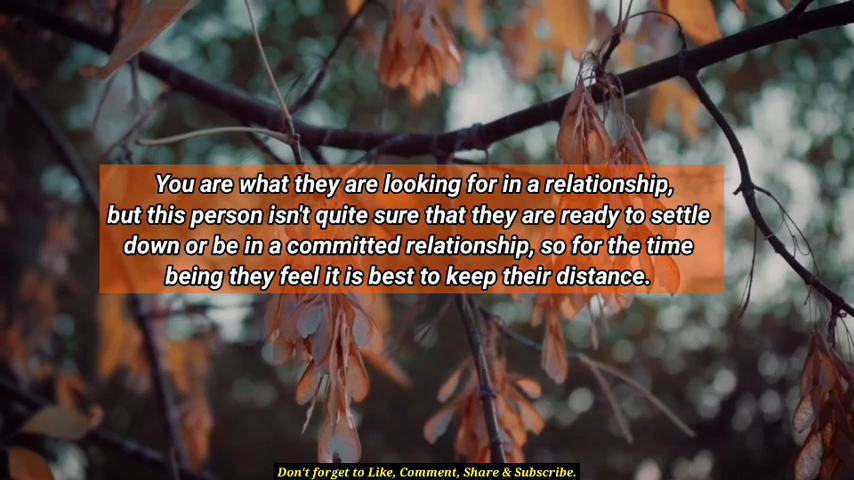 You are what they are looking for in a relationship,
but this person isn't quite sure that they are ready to settle
down or be in a committed relationship, so for the time
being they feel it is best to keep their distance.
Don't forget to Like, Comment, Share & Subscribe.